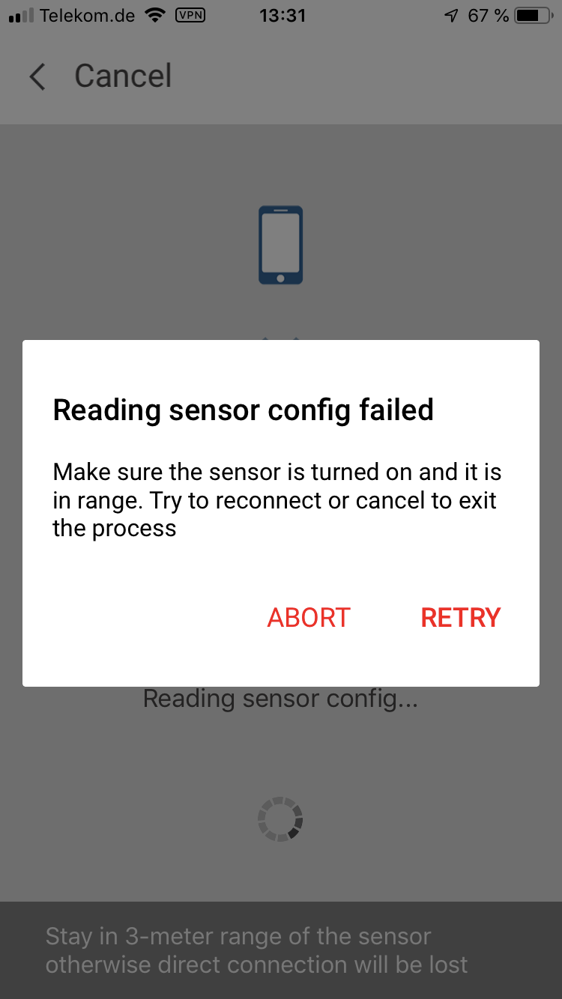 Telekom.de VPN 13:31 67 %
Cancel
Reading sensor config failed
Make sure the sensor is turned on and it is
in range. Try to reconnect or cancel to exit
the process
ABORT RETRY
Reading sensor config...
Stay in 3-meter range of the sensor
otherwise direct connection will be lost